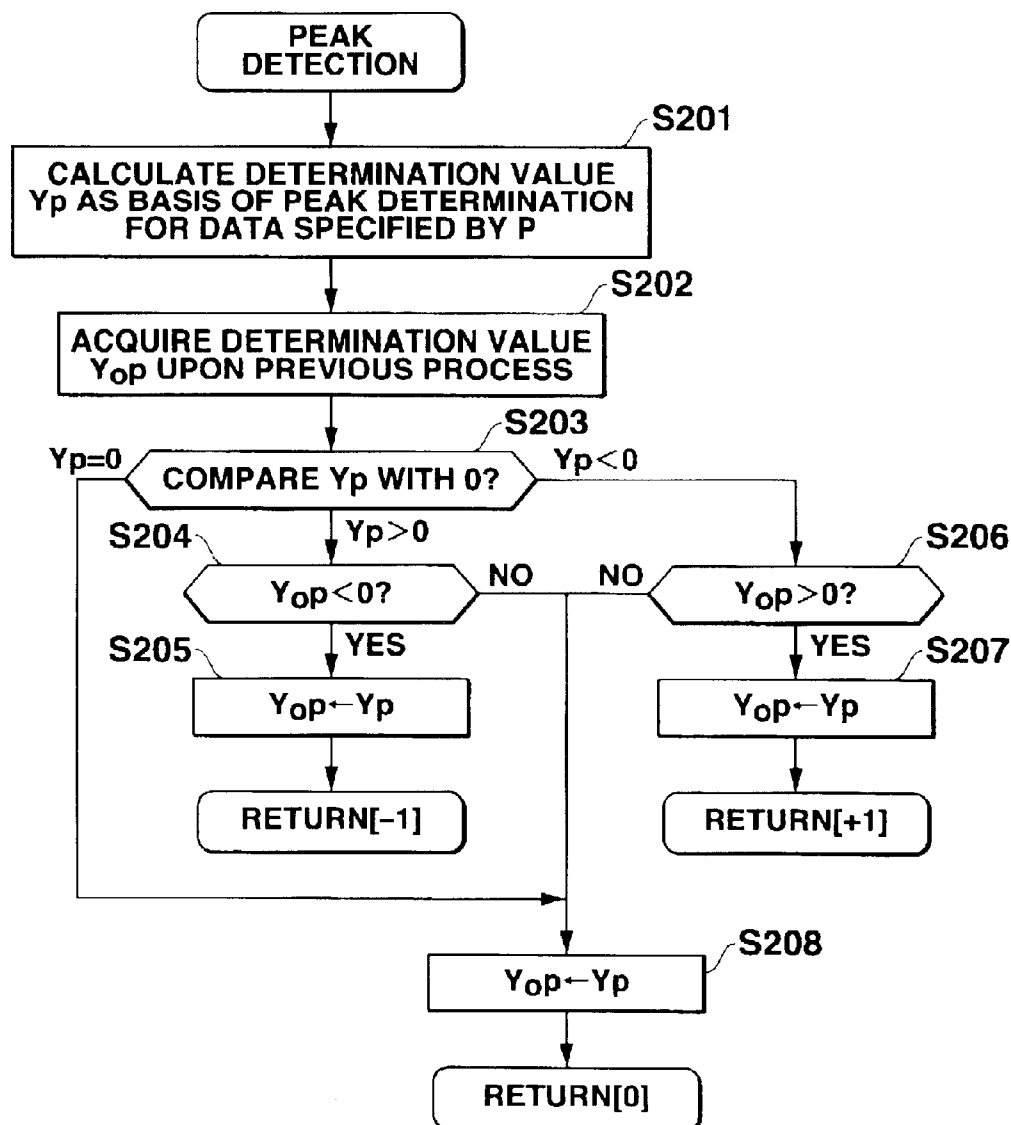 PEAK
DETECTION
S201
CALCULATE DETERMINATION VALUE
Yp AS BASIS OF PEAK DETERMINATION
FOR DATA SPECIFIED BY P
S202
ACQUIRE DETERMINATION VALUE
Yop UPON PREVIOUS PROCESS
S203
Yp=0
COMPARE Yp WITH 0?
Yp<0
Yp>0
S204
Yop<0?
NO
NO
S206
Yop>0?
YES
YES
S205
Yop←Yp
S207
Yop←Yp
RETURN[−1]
RETURN[+1]
S208
Yop←Yp
RETURN[0]